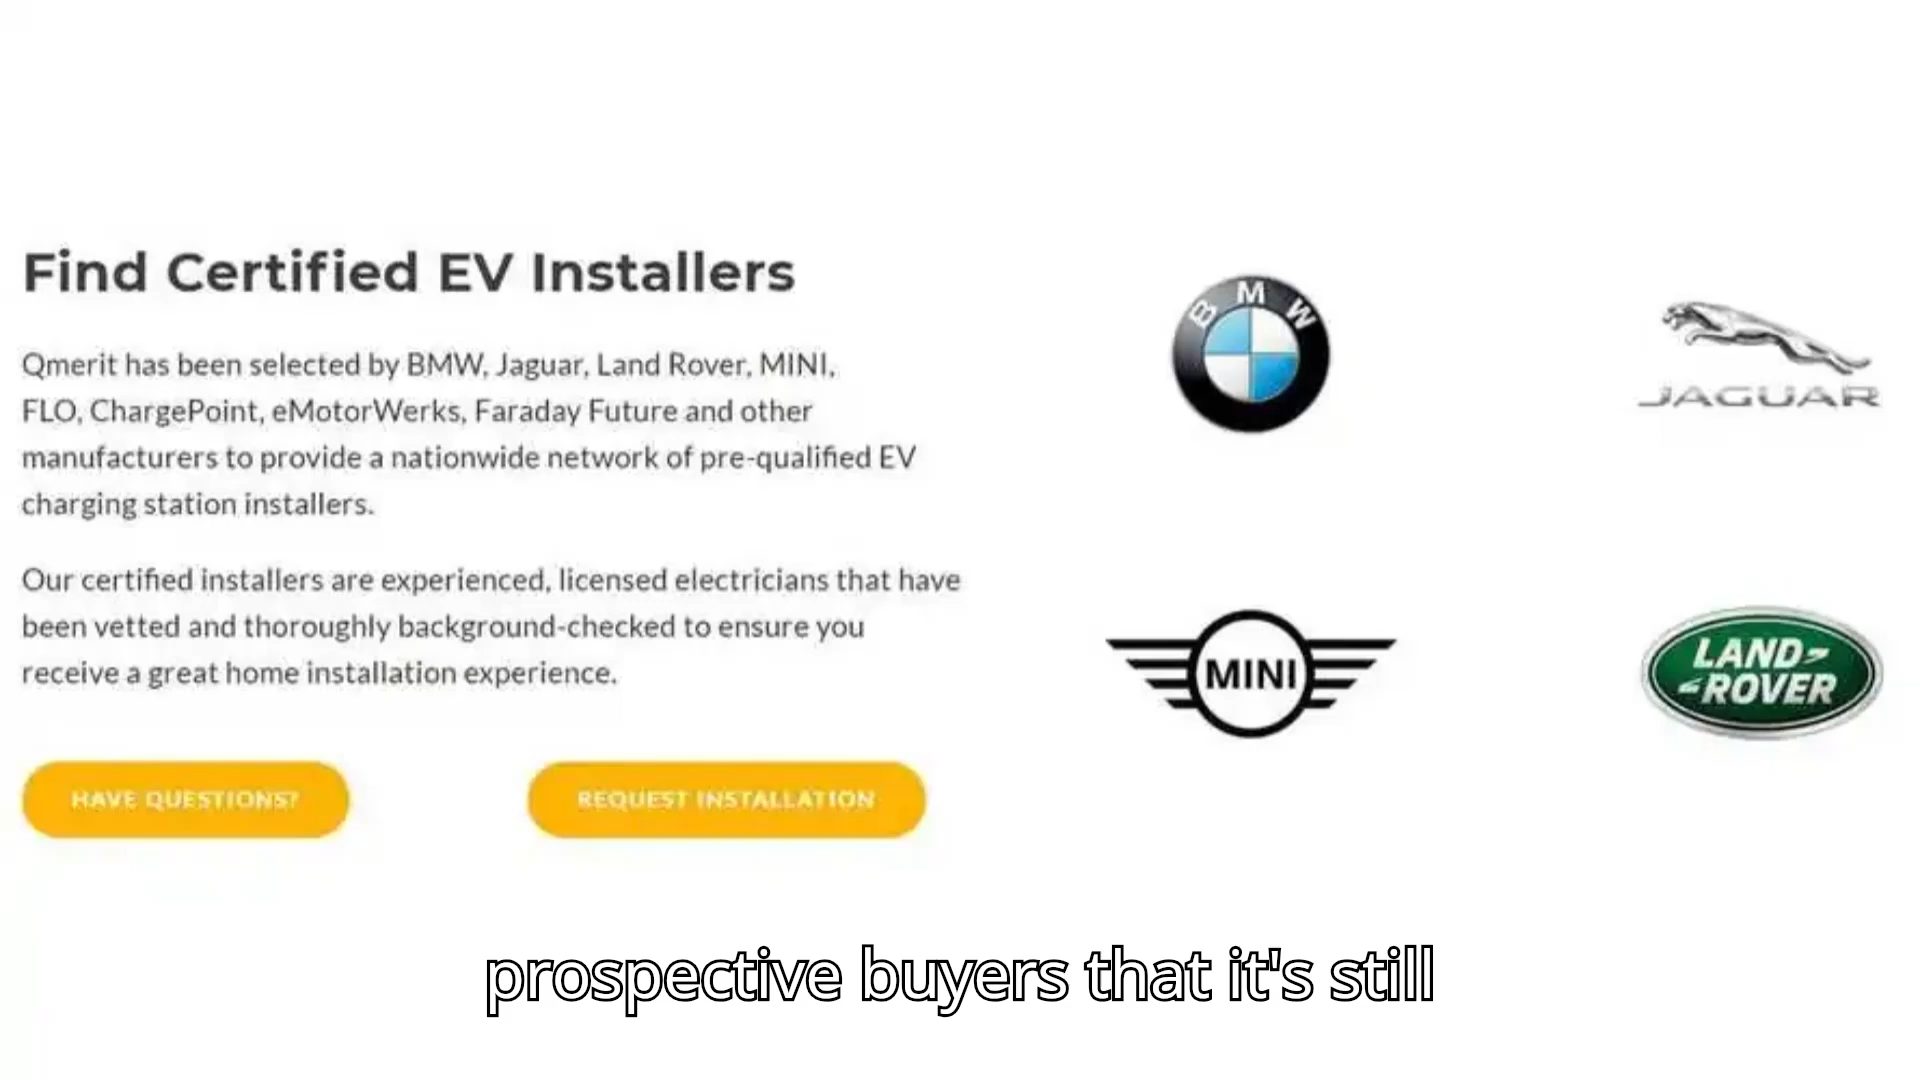 Find Certified EV Installers
Qmerit has been selected by BMW, Jaguar, Land Rover, MINI,
FLO, ChargePoint, eMotorWerks, Faraday Future and other
manufacturers to provide a nationwide network of pre-qualified EV
charging station installers.
Our certified installers are experienced, licensed electricians that have
been vetted and thoroughly background-checked to ensure you
receive a great home installation experience.
HAVE QUESTIONS?
REQUEST INSTALLATION
BMW
JAGUAR
MINI
LAND
ROVER
prospective buyers that it's still